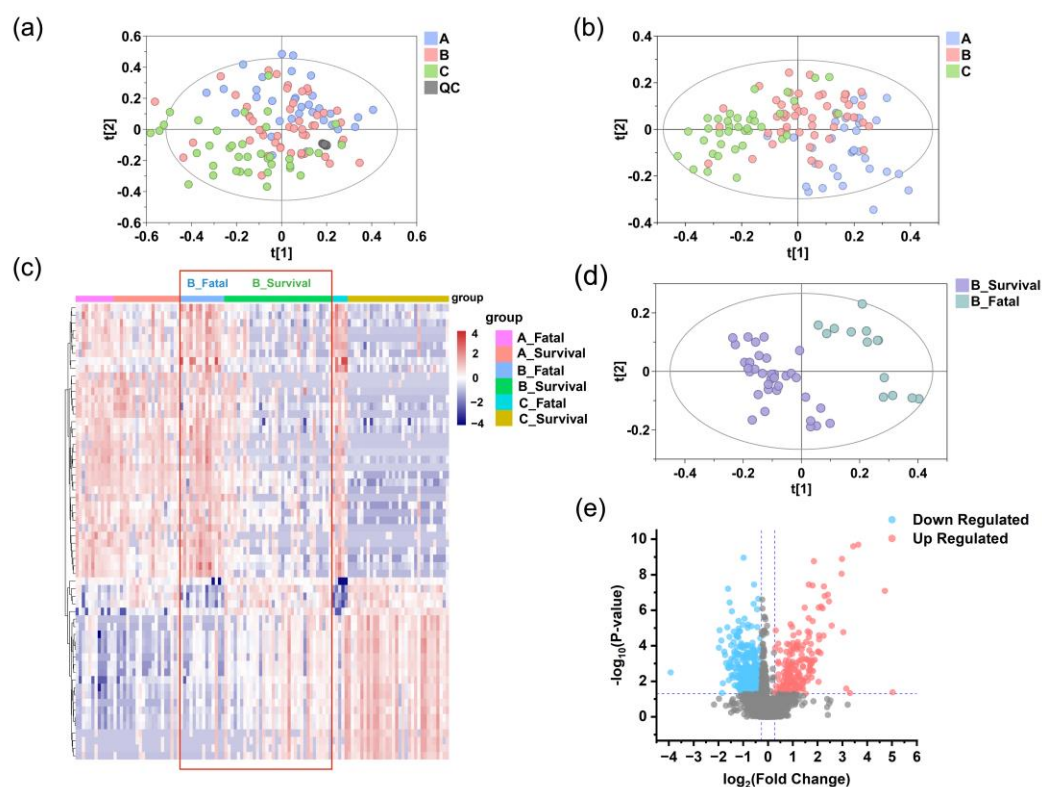 (a)
0.6
0.4
0.2
0
-0.2
-0.4
-0.6
t[2]
-0.6 -0.4 -0.2 0 0.2 0.4 0.6
t[1]
A
B
C
QC
(b)
0.4
0.2
0
-0.2
-0.4
t[2]
-0.4 -0.2 0 0.2 0.4
t[1]
A
B
C
(c)
B_Fatal B_Survival
group
group
4
2
0
−2
−4
A_Fatal
A_Survival
B_Fatal
B_Survival
C_Fatal
C_Survival
(d)
0.2
0
-0.2
t[2]
-0.4 -0.2 0 0.2 0.4
t[1]
B_Survival
B_Fatal
(e)
Down Regulated
Up Regulated
10
8
6
4
2
0
-log10(P-value)
−4 −3 −2 −1 0 1 2 3 4 5 6
log2(Fold Change)